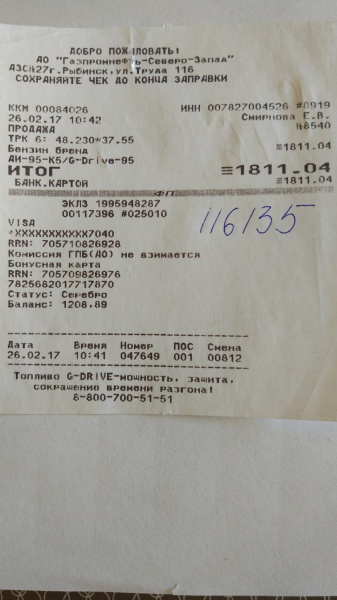 ДОБРО ПОЖАЛОВАТЬ!
АО "Газпромнефть-Северо-Запад"
АЗС№27г.Рыбинск,ул.Труда 116
СОХРАНЯЙТЕ ЧЕК ДО КОНЦА ЗАПРАВКИ
ККМ 00084026 ИНН 007827004526 #8919
26.02.17 10:42 Смирнова Е.В.
ПРОДАЖА №8540
ТРК 6: 48.230*37.55 ≡1811.04
Бензин бренд
АИ-95-К5/G-Drive-95
ИТОГ ≡1811.04
БАНК.КАРТОЙ ≡1811.04
ФП
ЭКЛЗ 1995948287
00117396 #025010
116135
VISA
*XXXXXXXXXXX7040
RRN: 705710826928
Комиссия ГПБ(АО) не взимается
Бонусная карта
RRN: 705709826976
7825682017717870
Статус: Серебро
Баланс: 1208.89
Дата Время Номер ПОС Смена
26.02.17 10:41 047649 001 00812
Топливо G-DRIVE-мощность, защита,
сокращение времени разгона!
8-800-700-51-51